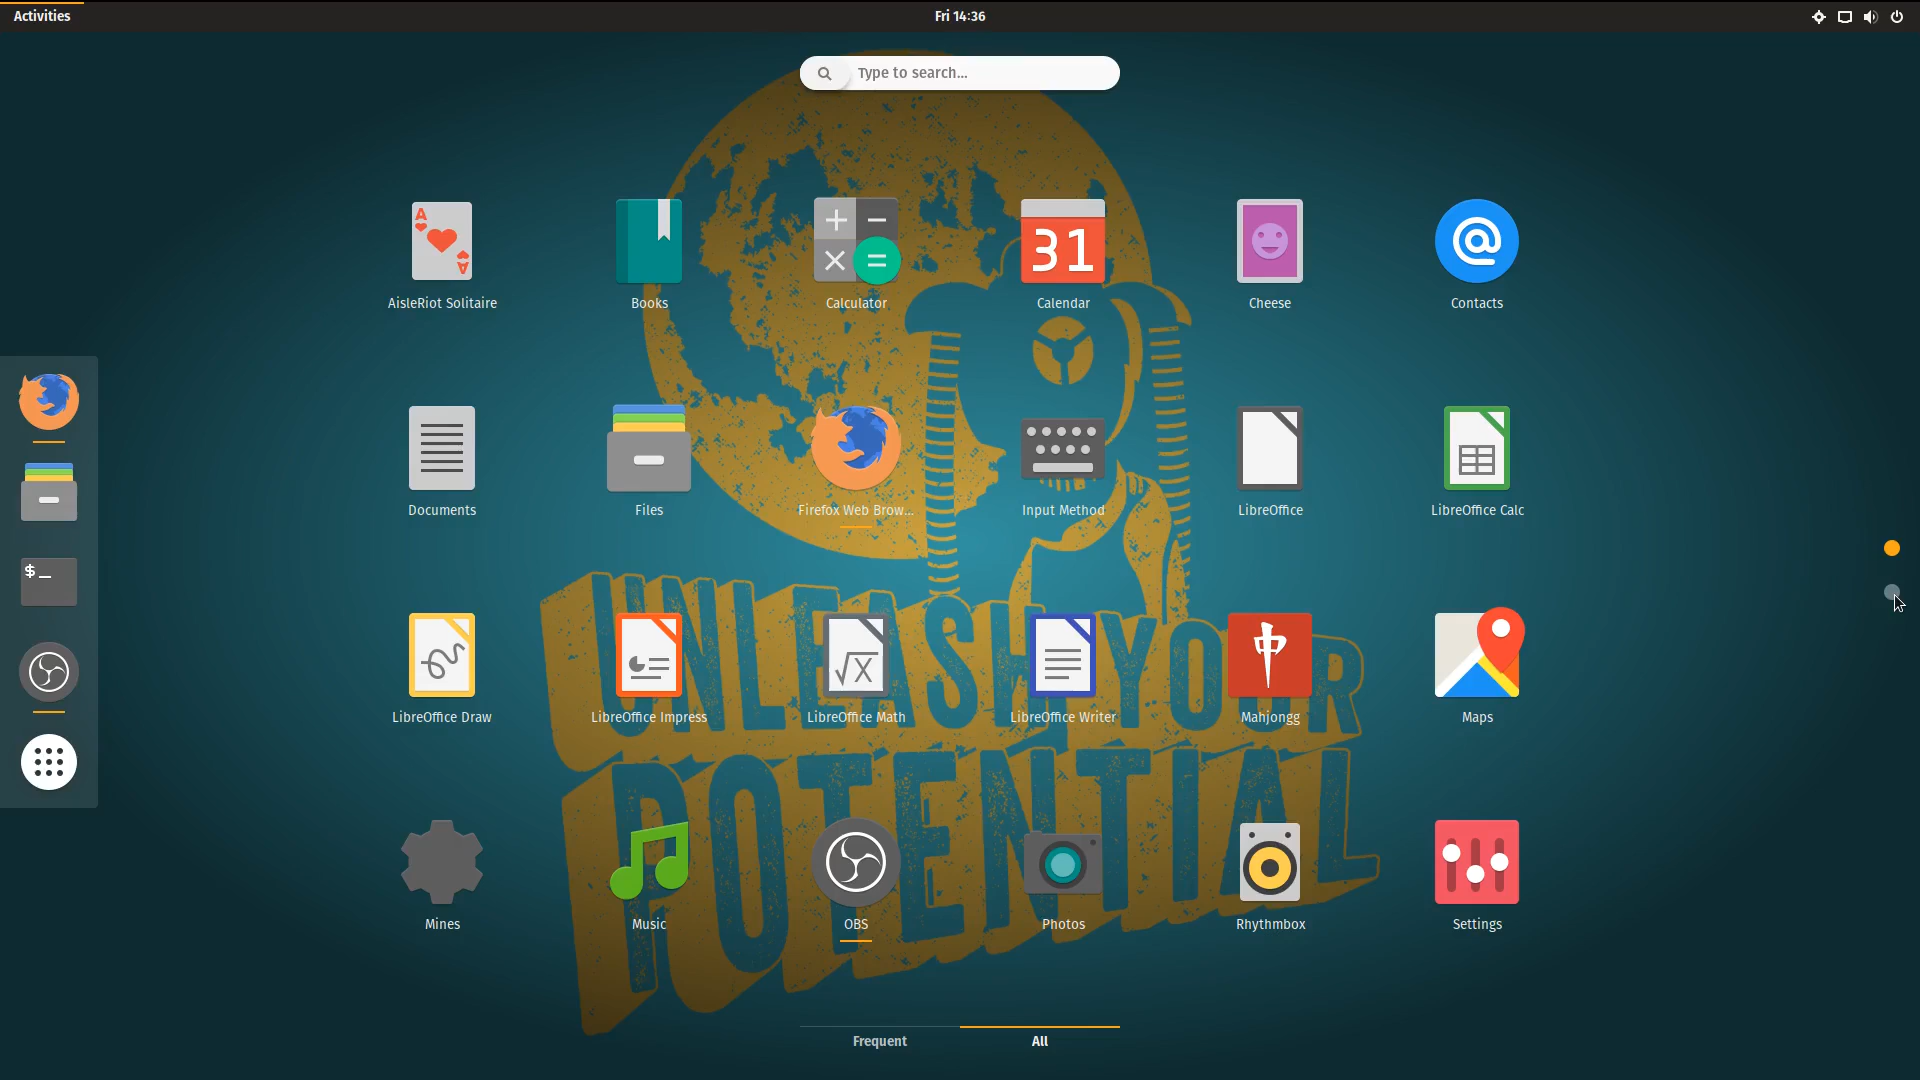 Activities
Fri 14:36
Type to search...
A
31
A
AisleRiot Solitaire
Books
Calculator
Calendar
Cheese
Contacts
Documents
Files
Firefox Web Brow...
Input Method
LibreOffice
LibreOffice Calc
$_
UNLEASH YOUR
√X
LibreOffice Draw
LibreOffice Impress
LibreOffice Math
LibreOffice Writer
Mahjongg
Maps
POTENTIAL
Mines
Music
OBS
Photos
Rhythmbox
Settings
Frequent
All